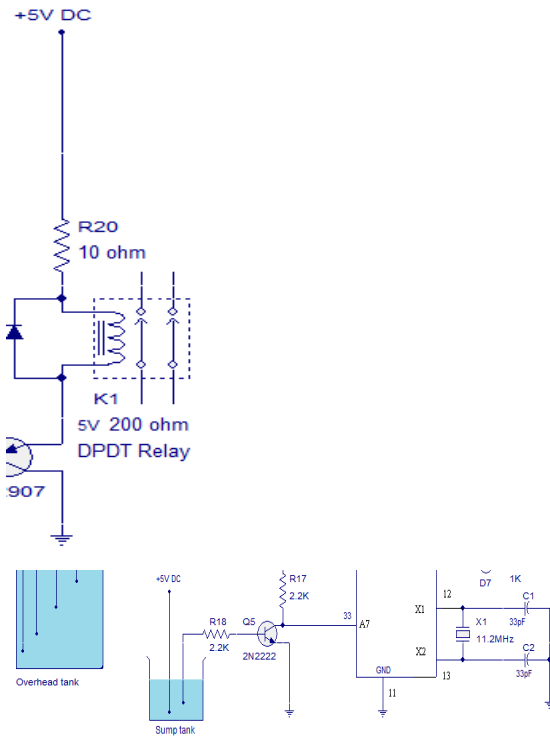 +5V DC
R20
10 ohm
K1
5V 200 ohm
DPDT Relay
2907
+5V DC
R17
2.2K
R18
2.2K
Q5
2N2222
33
A7
GND
11
X1
X2
12
13
D7
1K
C1
33pF
X1
11.2MHz
C2
33pF
Overhead tank
Sump tank